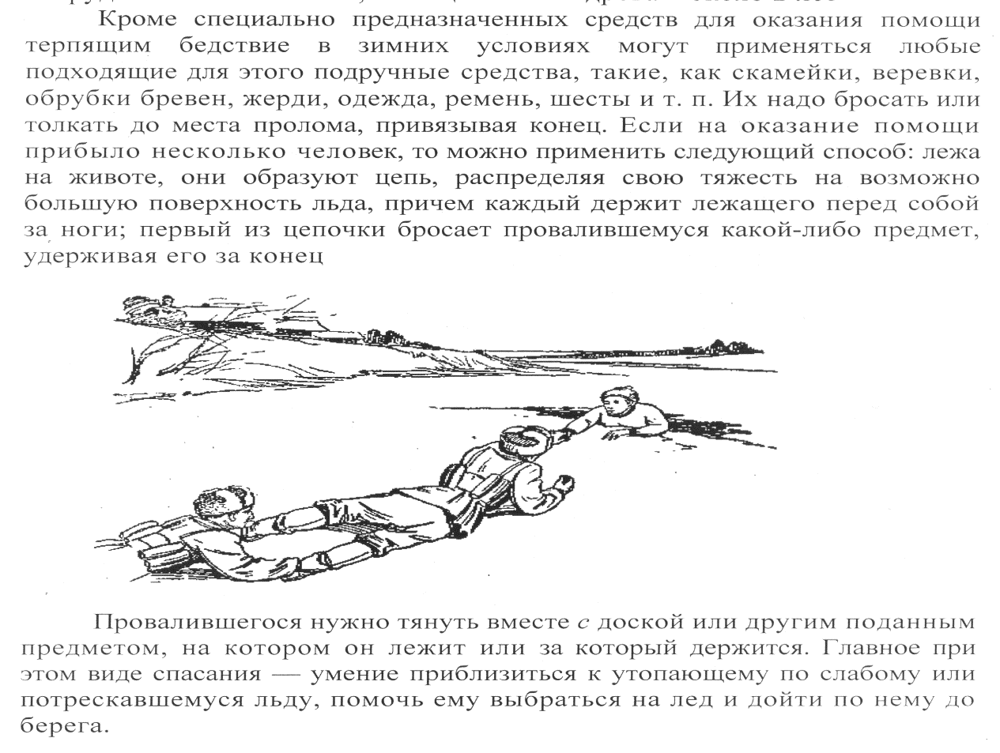 Кроме специально предназначенных средств для оказания помощи
терпящим бедствие в зимних условиях могут применяться любые
подходящие для этого подручные средства, такие, как скамейки, веревки,
обрубки бревен, жерди, одежда, ремень, шесты и т. п. Их надо бросать или
толкать до места пролома, привязывая конец. Если на оказание помощи
прибыло несколько человек, то можно применить следующий способ: лежа
на животе, они образуют цепь, распределяя свою тяжесть на возможно
большую поверхность льда, причем каждый держит лежащего перед собой
за ноги; первый из цепочки бросает провалившемуся какой-либо предмет,
удерживая его за конец
Провалившегося нужно тянуть вместе с доской или другим поданным
предметом, на котором он лежит или за который держится. Главное при
этом виде спасания — умение приблизиться к утопающему по слабому или
потрескавшемуся льду, помочь ему выбраться на лед и дойти по нему до
берега.